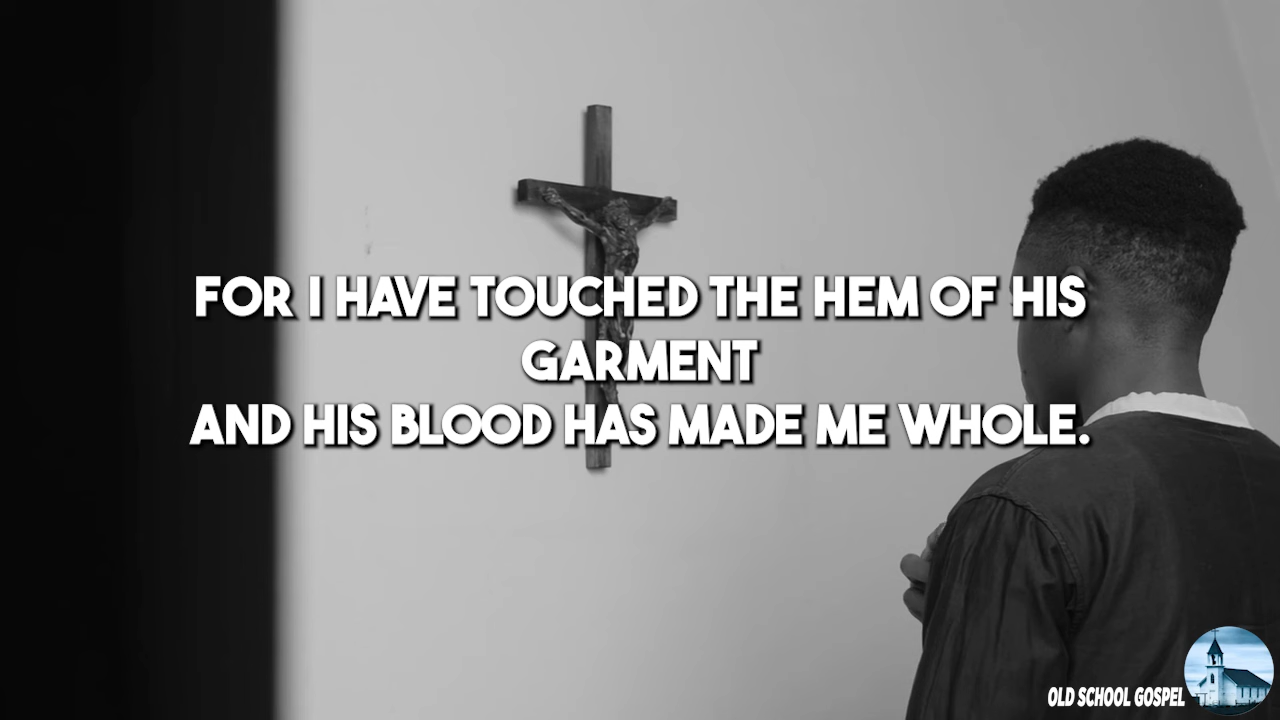 FOR I HAVE TOUCHED THE HEM OF HIS
GARMENT
AND HIS BLOOD HAS MADE ME WHOLE.
OLD SCHOOL GOSPEL